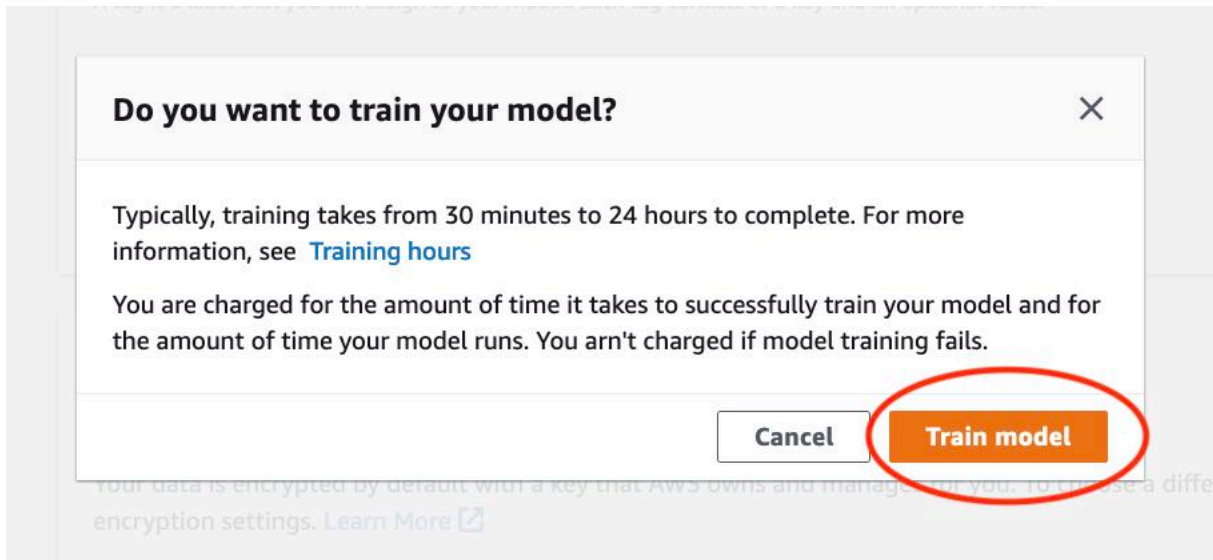 Do you want to train your model?
Typically, training takes from 30 minutes to 24 hours to complete. For more
information, see Training hours
You are charged for the amount of time it takes to successfully train your model and for
the amount of time your model runs. You arn't charged if model training fails.
Cancel Train model
Your data is encrypted by default with a key that AWS owns and manages for you. To choose a diffe
encryption settings. Learn More